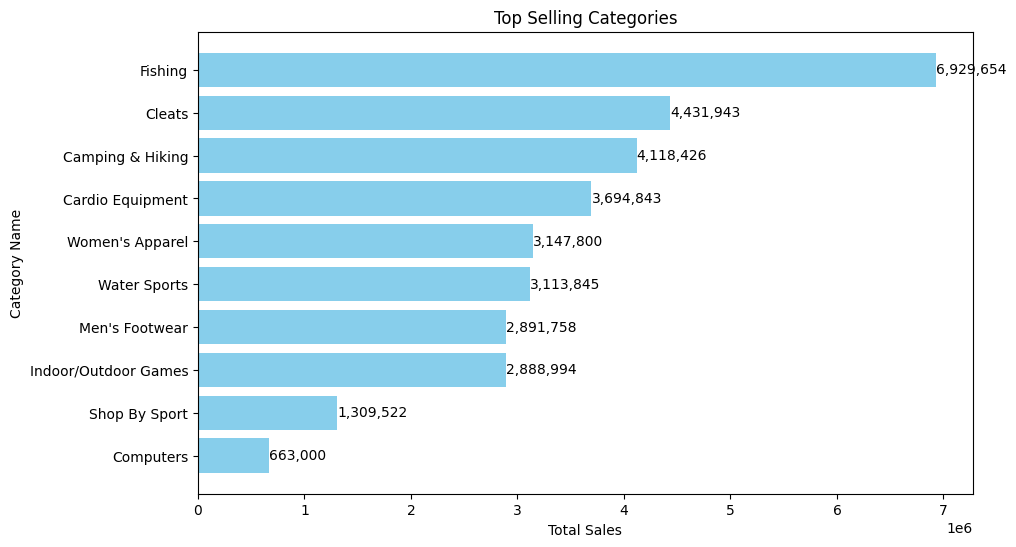 Top Selling Categories
Fishing 6,929,654
Cleats 4,431,943
Camping & Hiking 4,118,426
Cardio Equipment 3,694,843
Women's Apparel 3,147,800
Water Sports 3,113,845
Men's Footwear 2,891,758
Indoor/Outdoor Games 2,888,994
Shop By Sport 1,309,522
Computers 663,000
Category Name
0 1 2 3 4 5 6 7
1e6
Total Sales